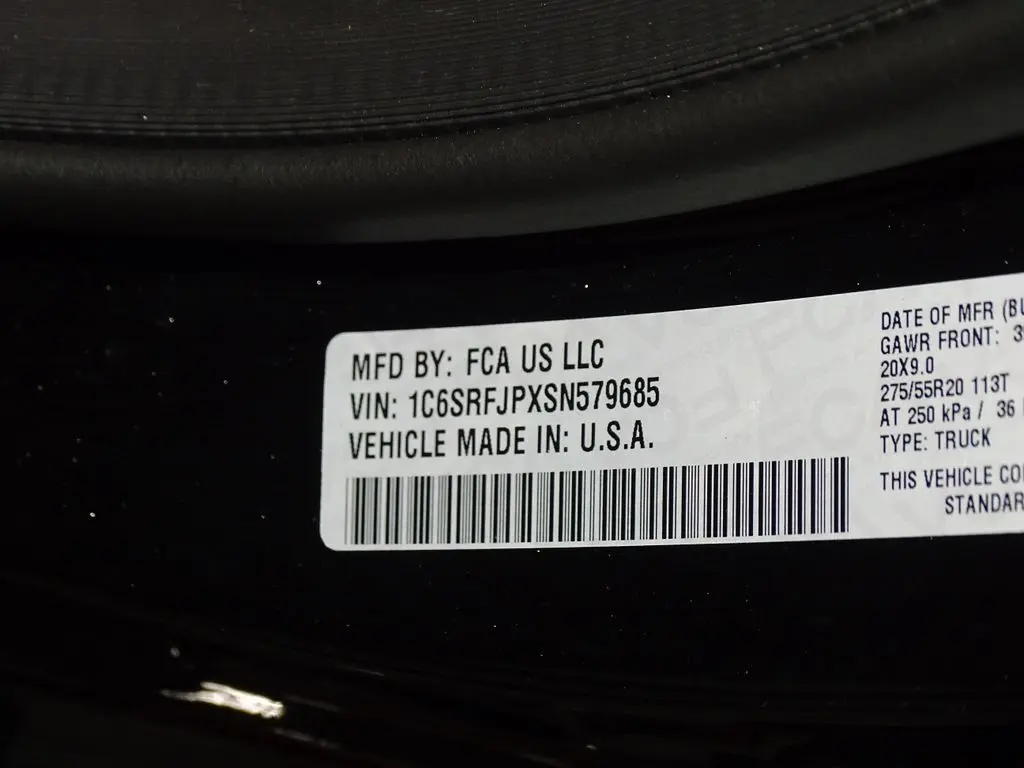 MFD BY: FCA US LLC
VIN: 1C6SRFJPXSN579685
VEHICLE MADE IN: U.S.A.
DATE OF MFR
GAWR FRONT:
20X9.0
275/55R20 113T
AT 250 kPa / 36
TYPE: TRUCK
THIS VEHICLE